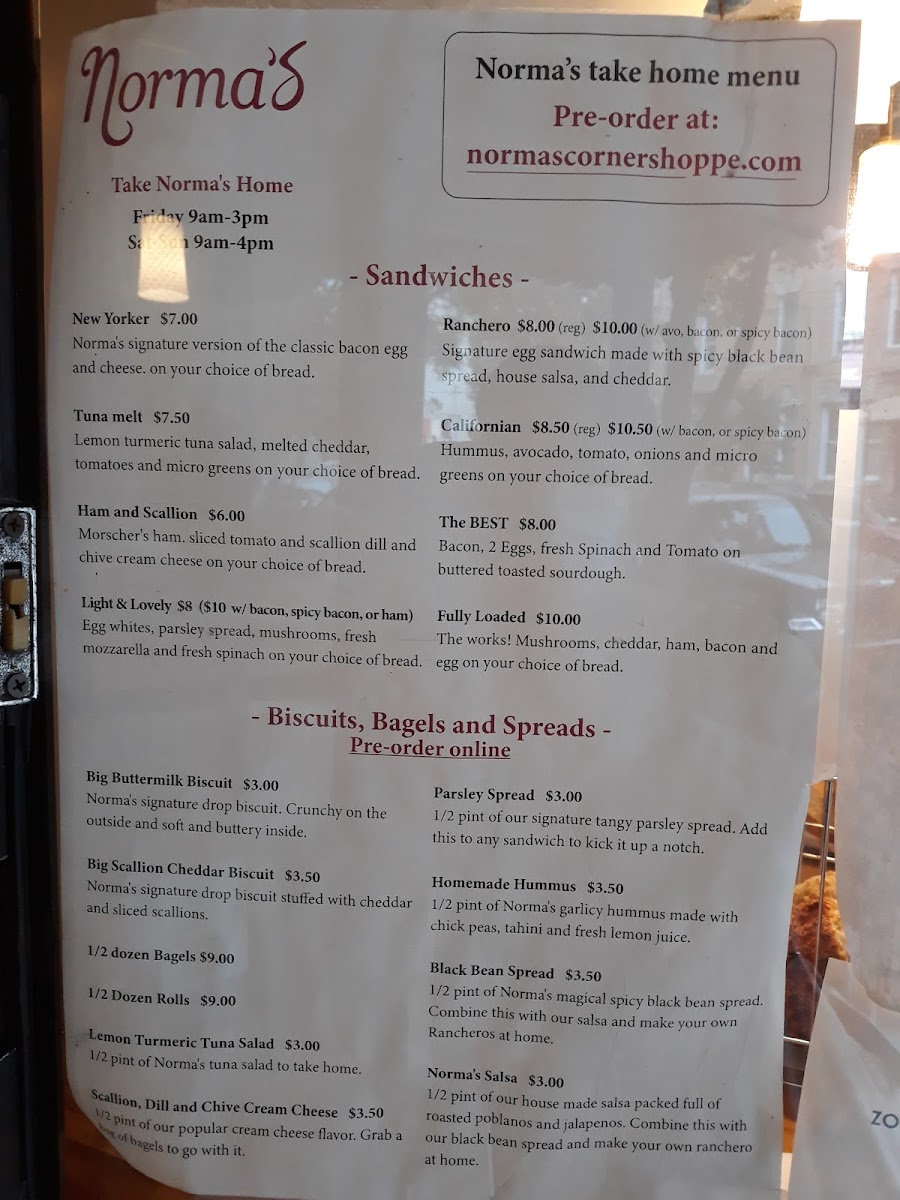 Norma's
Norma's take home menu
Pre-order at:
normascornershoppe.com
Take Norma's Home
Friday 9am-3pm
Sat-Sun 9am-4pm
- Sandwiches -
New Yorker $7.00
Norma's signature version of the classic bacon egg
and cheese. on your choice of bread.
Tuna melt $7.50
Lemon turmeric tuna salad, melted cheddar,
tomatoes and micro greens on your choice of bread.
Ham and Scallion $6.00
Morscher's ham. sliced tomato and scallion dill and
chive cream cheese on your choice of bread.
Light & Lovely $8 ($10 w/ bacon, spicy bacon, or ham)
Egg whites, parsley spread, mushrooms, fresh
mozzarella and fresh spinach on your choice of bread.
Ranchero $8.00 (reg) $10.00 (w/ avo, bacon, or spicy bacon)
Signature egg sandwich made with spicy black bean
spread, house salsa, and cheddar.
Californian $8.50 (reg) $10.50 (w/ bacon, or spicy bacon)
Hummus, avocado, tomato, onions and micro
greens on your choice of bread.
The BEST $8.00
Bacon, 2 Eggs, fresh Spinach and Tomato on
buttered toasted sourdough.
Fully Loaded $10.00
The works! Mushrooms, cheddar, ham, bacon and
egg on your choice of bread.
- Biscuits, Bagels and Spreads -
Pre-order online
Big Buttermilk Biscuit $3.00
Norma's signature drop biscuit. Crunchy on the
outside and soft and buttery inside.
Big Scallion Cheddar Biscuit $3.50
Norma's signature drop biscuit stuffed with cheddar
and sliced scallions.
1/2 dozen Bagels $9.00
1/2 Dozen Rolls $9.00
Lemon Turmeric Tuna Salad $3.00
1/2 pint of Norma's tuna salad to take home.
Scallion, Dill and Chive Cream Cheese $3.50
1/2 pint of our popular cream cheese flavor. Grab a
bag of bagels to go with it.
Parsley Spread $3.00
1/2 pint of our signature tangy parsley spread. Add
this to any sandwich to kick it up a notch.
Homemade Hummus $3.50
1/2 pint of Norma's garlicy hummus made with
chick peas, tahini and fresh lemon juice.
Black Bean Spread $3.50
1/2 pint of Norma's magical spicy black bean spread.
Combine this with our salsa and make your own
Rancheros at home.
Norma's Salsa $3.00
1/2 pint of our house made salsa packed full of
roasted poblanos and jalapenos. Combine this with
our black bean spread and make your own ranchero
at home.
ZO